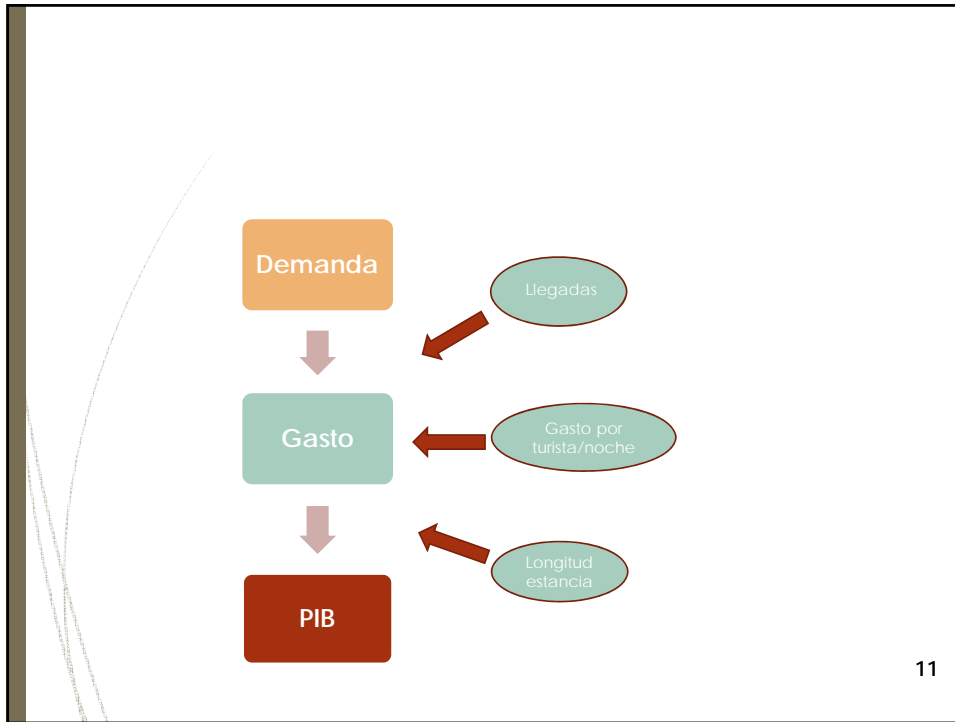 Demanda
Llegadas
Gasto
Gasto por
turista/noche
Longitud
estancia
PIB
11